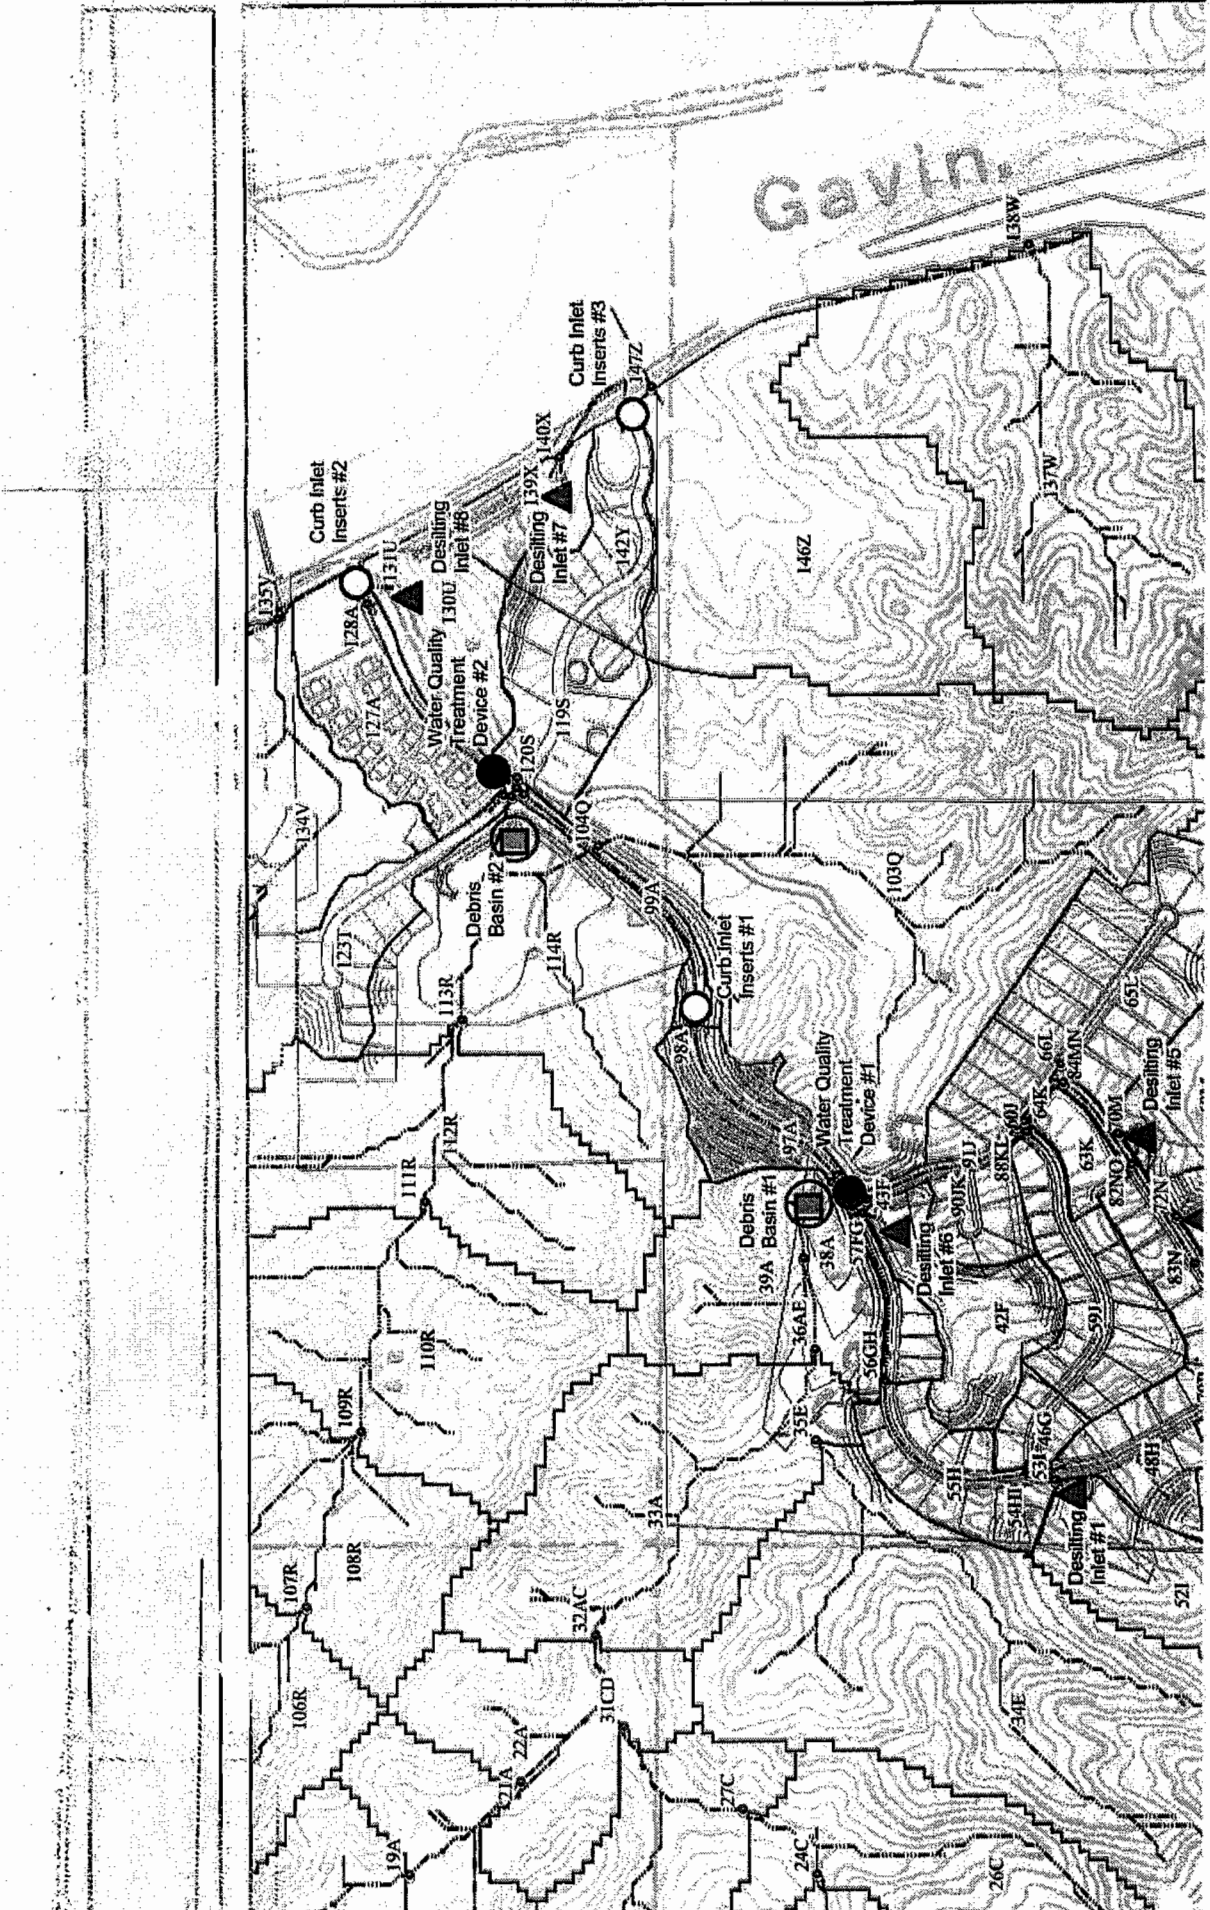 Gavin.
138W
Curb Inlet
Inserts #3
147Z
Curb Inlet
Inserts #2
140X
139X
137W
Desilting
Inlet #8
Desilting
Inlet #7
131U
130U
142Y
146Z
135V
128A
127A
Water Quality
Treatment
Device #2
119S
120S
134V
104Q
103Q
99A
Debris
Basin #2
114R
123T
113R
Curb Inlet
Inserts #1
98A
65L
66L
84MN
64K
Desilting
Inlet #5
Water Quality
Treatment
Device #1
97A
112R
111R
88KL
91J
90JK
63K
82NO
70M
72N
83N
Debris
Basin #1
43F
57FG
38A
39A
Desilting
Inlet #6
42F
59J
36AE
56GH
110R
109R
35E
46G
53I
48H
55H
54HI
Desilting
Inlet #1
52I
33A
108R
107R
32AC
106R
31CD
34E
22A
21A
27C
19A
24C
26C